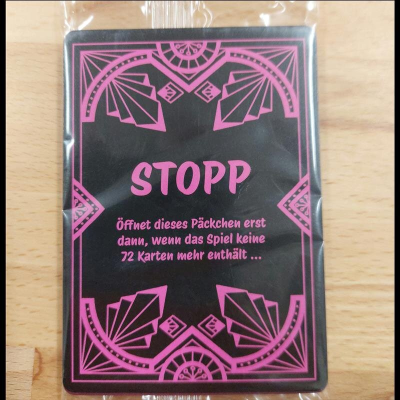 STOPP
Öffnet dieses Päckchen erst
dann, wenn das Spiel keine
72 Karten mehr enthält ...